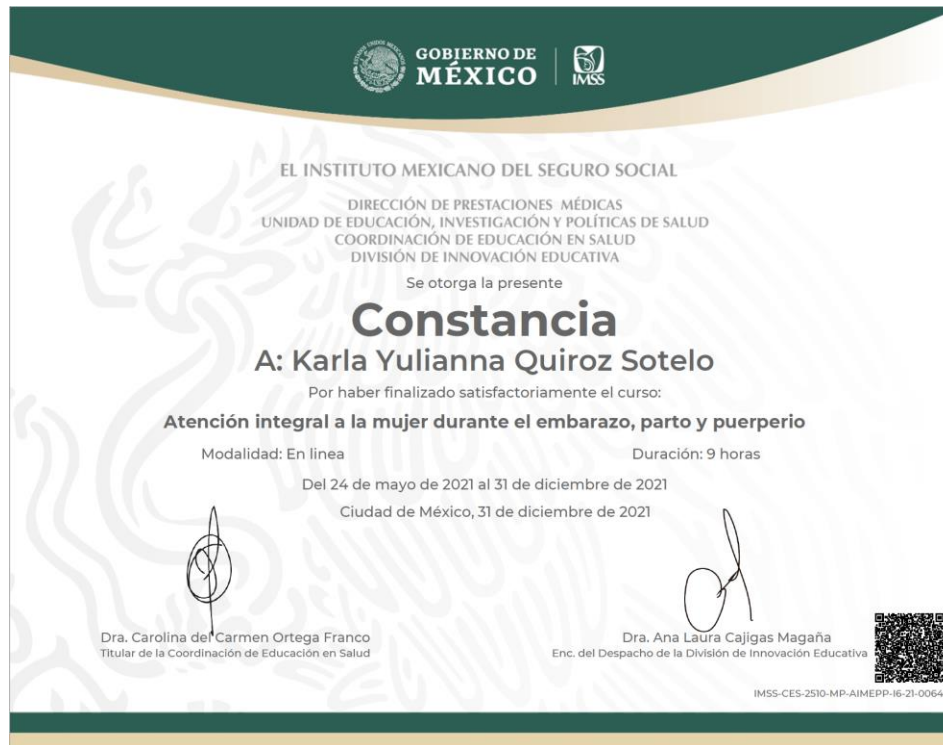 GOBIERNO DE
MÉXICO
IMSS
EL INSTITUTO MEXICANO DEL SEGURO SOCIAL
DIRECCIÓN DE PRESTACIONES MÉDICAS
UNIDAD DE EDUCACIÓN, INVESTIGACIÓN Y POLÍTICAS DE SALUD
COORDINACIÓN DE EDUCACIÓN EN SALUD
DIVISIÓN DE INNOVACIÓN EDUCATIVA
Se otorga la presente
Constancia
A: Karla Yulianna Quiroz Sotelo
Por haber finalizado satisfactoriamente el curso:
Atención integral a la mujer durante el embarazo, parto y puerperio
Modalidad: En linea Duración: 9 horas
Del 24 de mayo de 2021 al 31 de diciembre de 2021
Ciudad de México, 31 de diciembre de 2021
Dra. Carolina del Carmen Ortega Franco
Titular de la Coordinación de Educación en Salud
Dra. Ana Laura Cajigas Magaña
Enc. del Despacho de la División de Innovación Educativa
IMSS-CES-2510-MP-AIMEPP-I6-21-0064